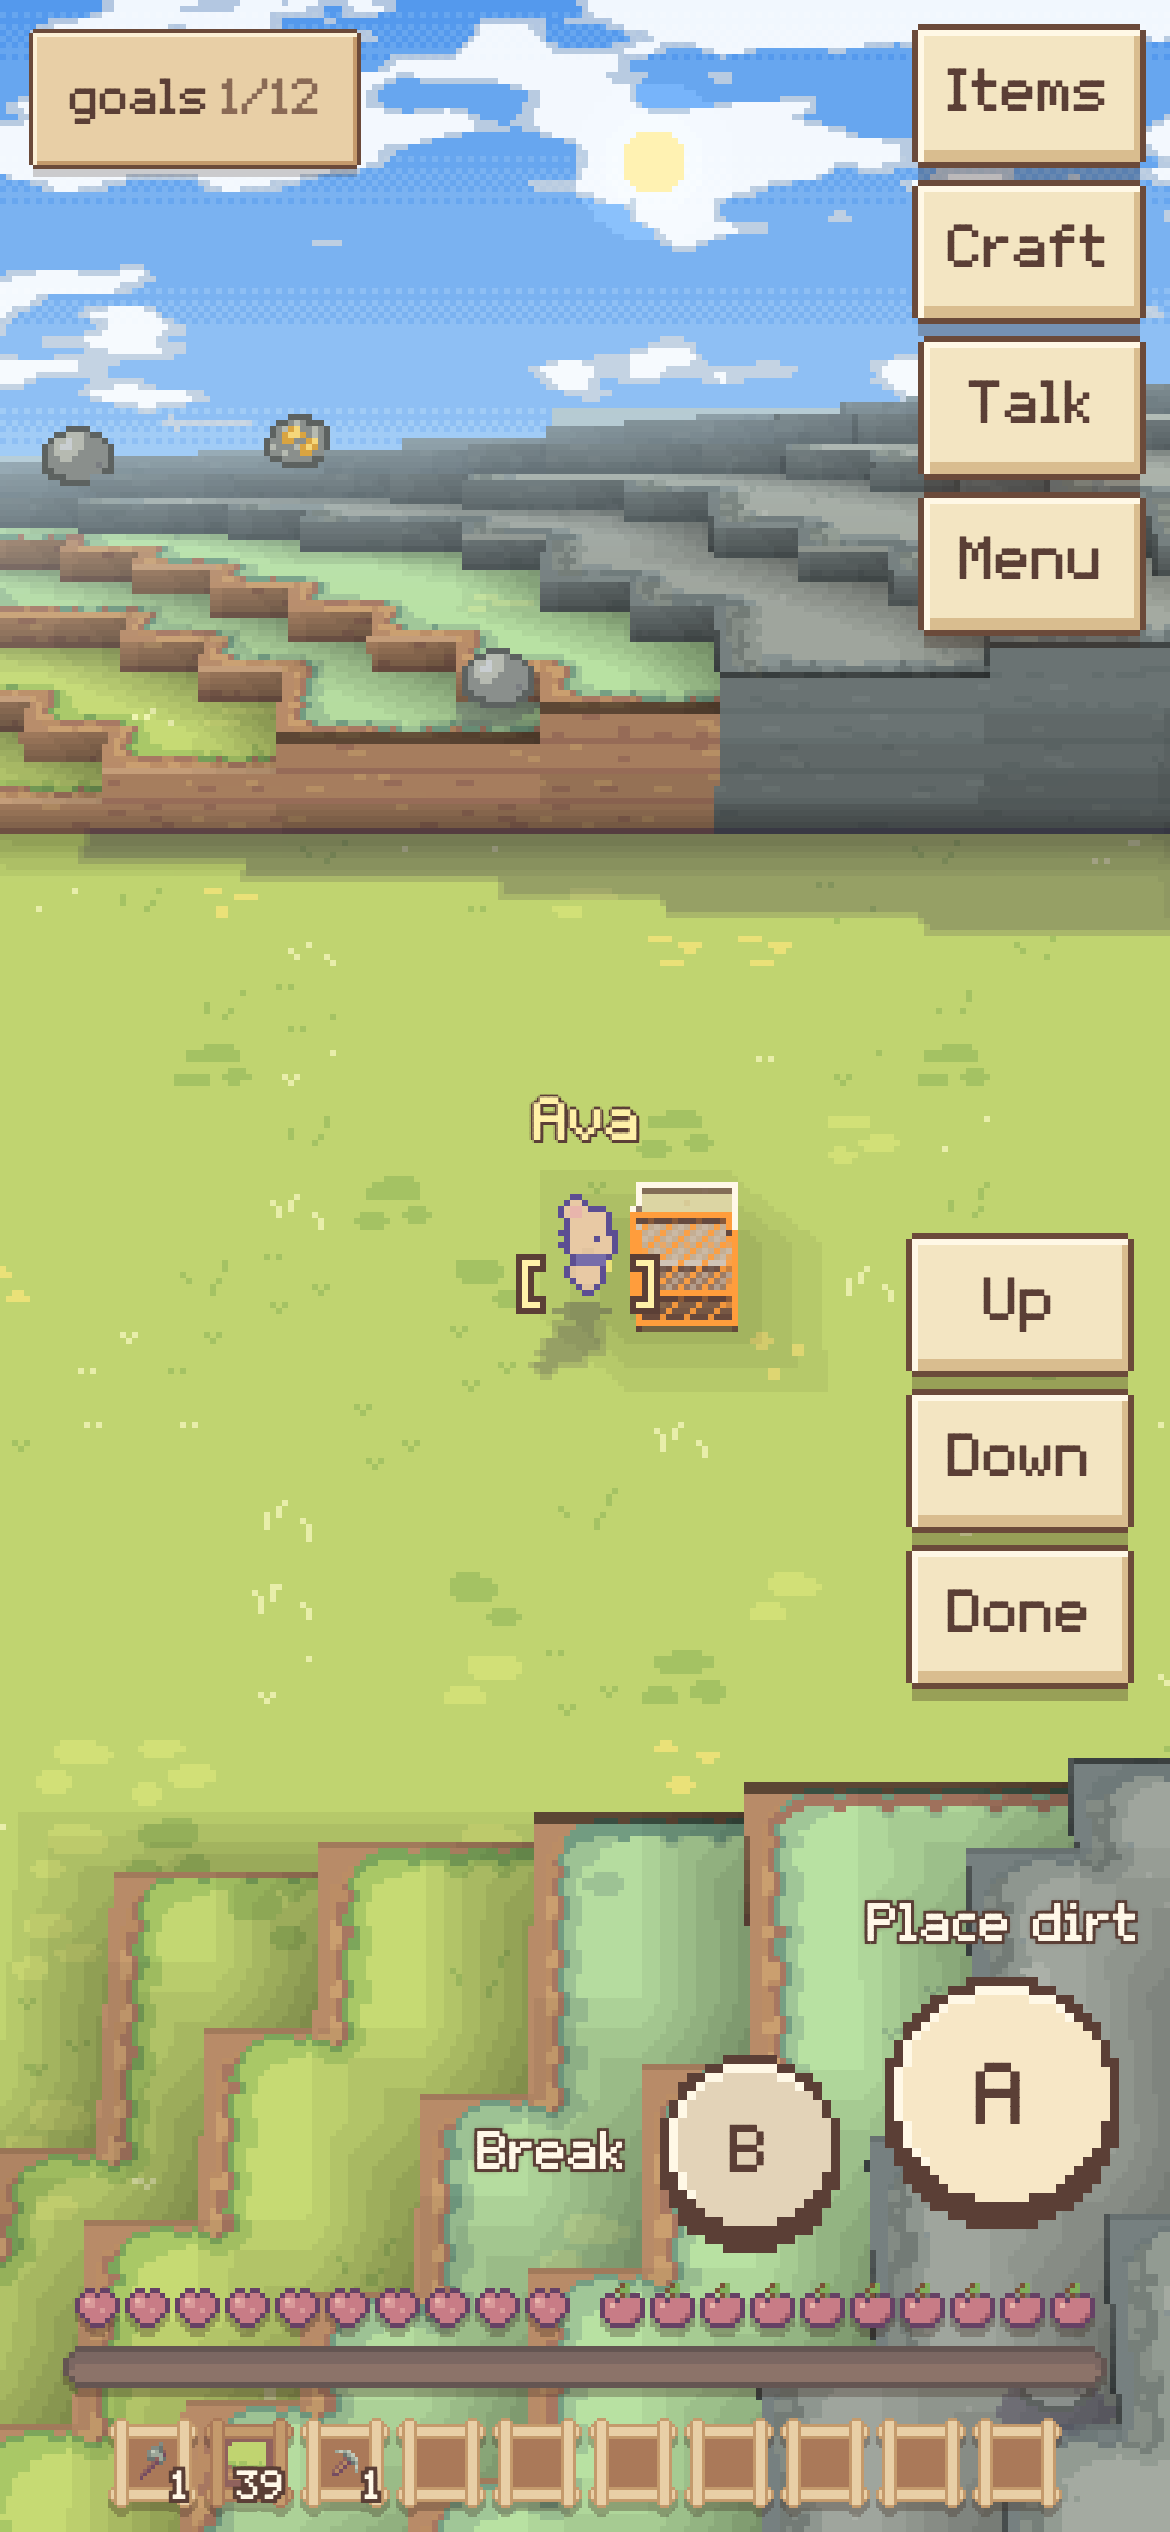 goals 1/12
Items
Craft
Talk
Menu
Ava
Up
Down
Done
Place dirt
A
Break
B
1
39
1